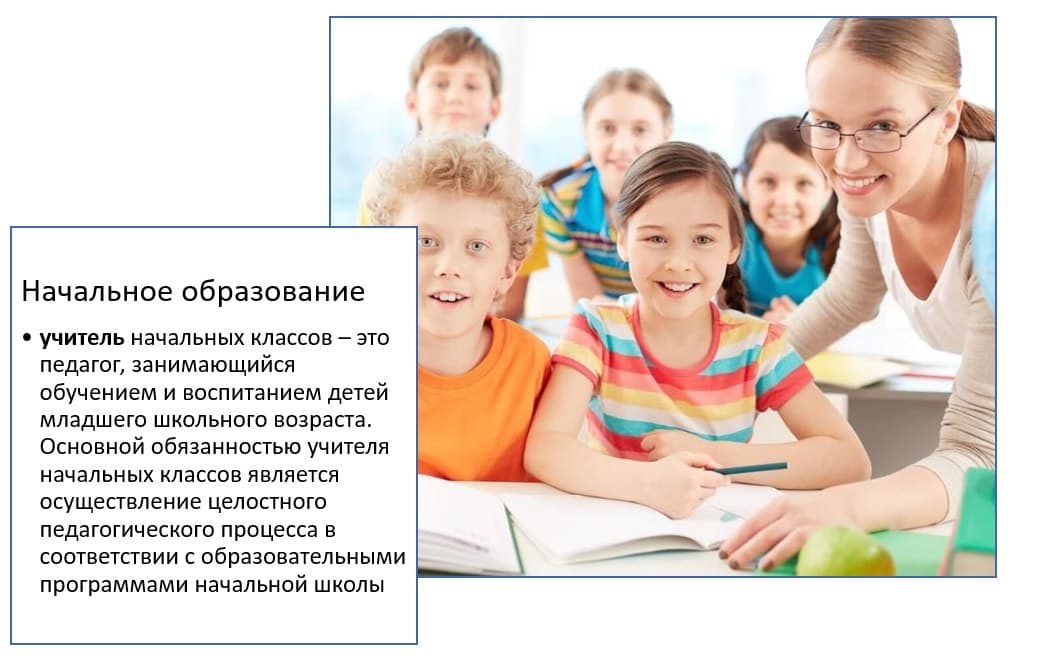 Начальное образование
• учитель начальных классов – это
педагог, занимающийся
обучением и воспитанием детей
младшего школьного возраста.
Основной обязанностью учителя
начальных классов является
осуществление целостного
педагогического процесса в
соответствии с образовательными
программами начальной школы